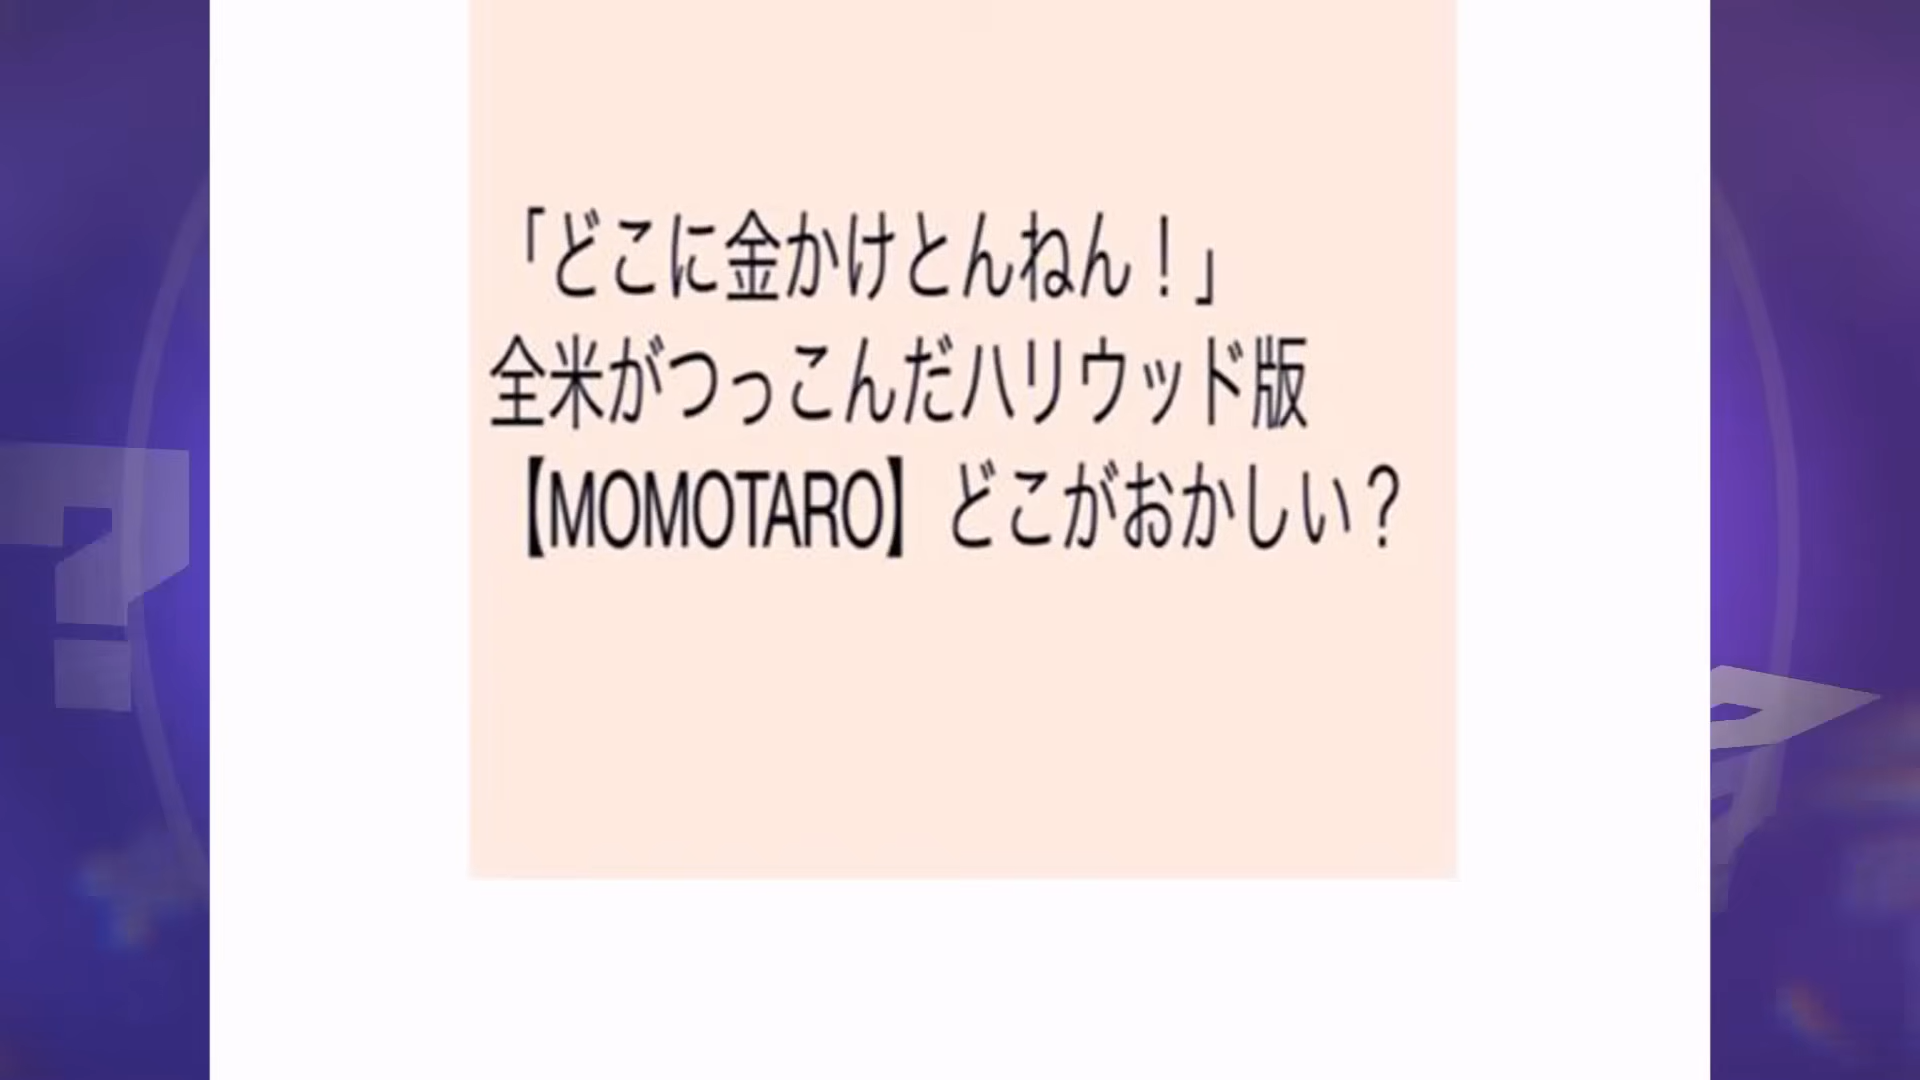 「どこに金かけとんねん！」
全米がつっこんだハリウッド版
【MOMOTARO】どこがおかしい？